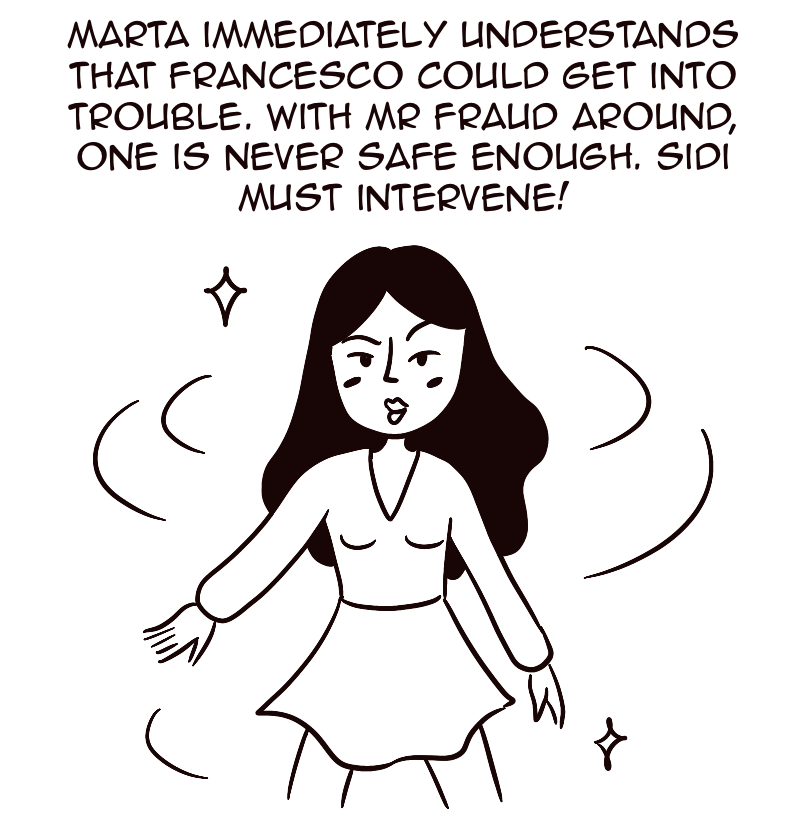 MARTA IMMEDIATELY UNDERSTANDS
THAT FRANCESCO COULD GET INTO
TROUBLE. WITH MR FRAUD AROUND,
ONE IS NEVER SAFE ENOUGH. SIDI
MUST INTERVENE!